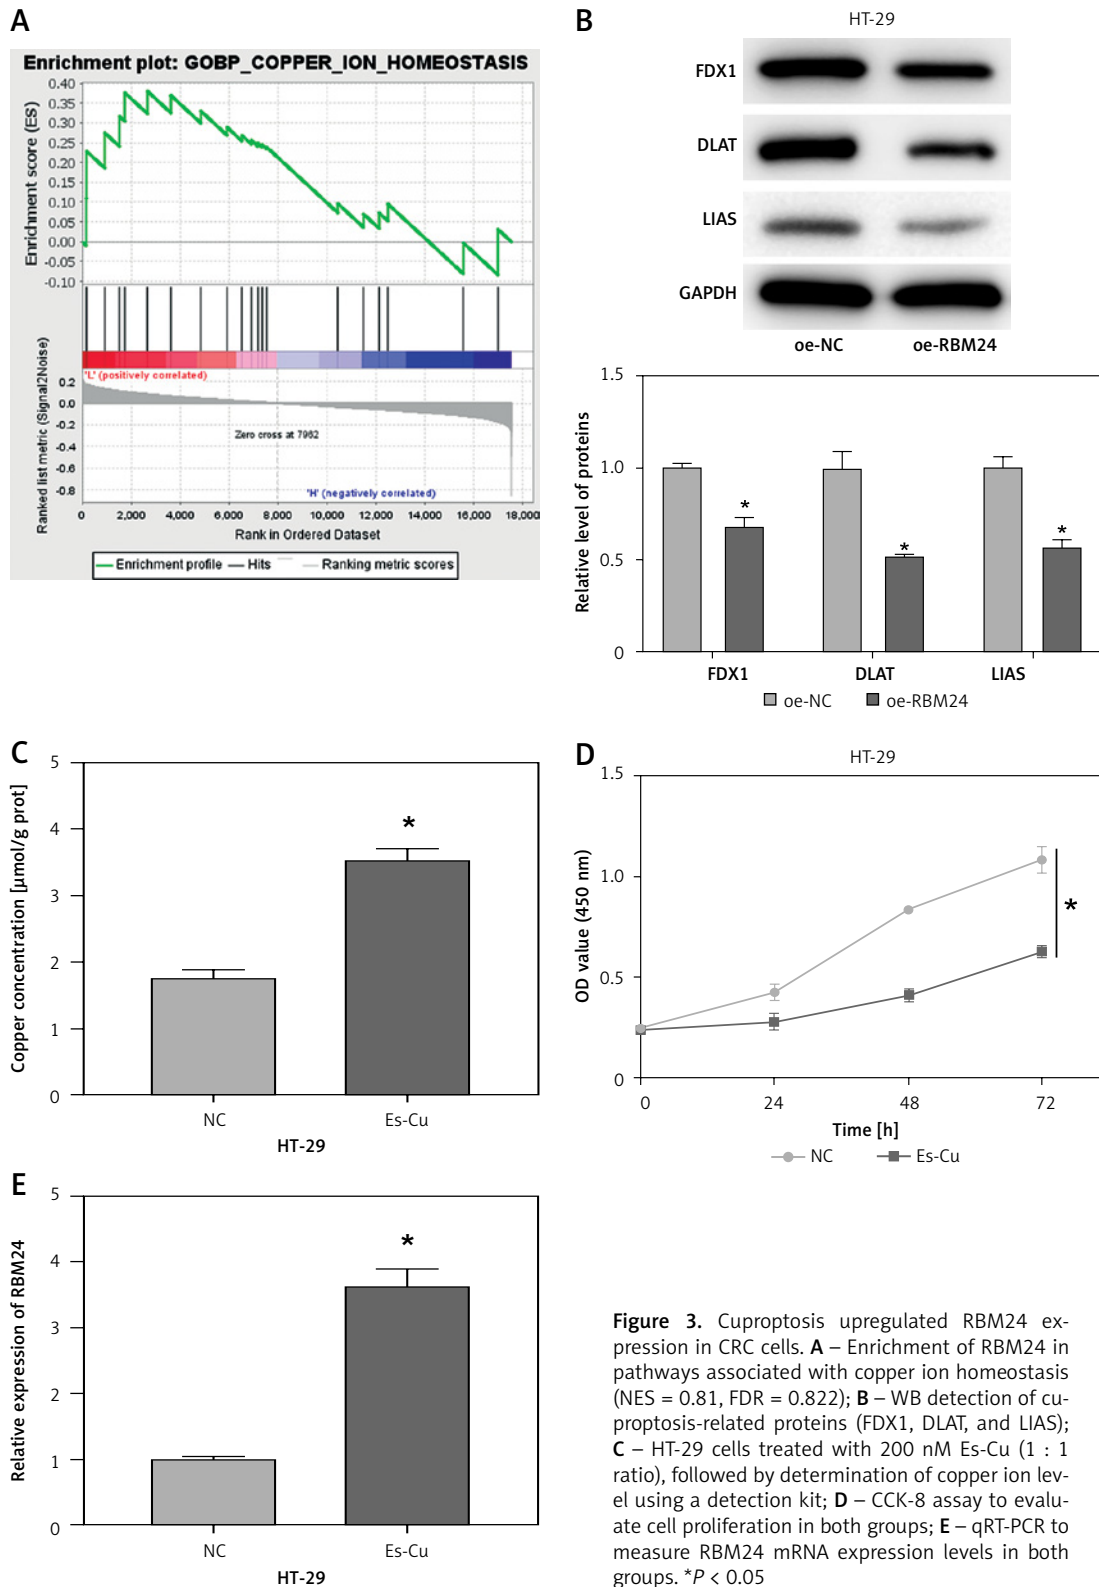 A
Enrichment plot: GOBP_COPPER_ION_HOMEOSTASIS
Enrichment score (ES)
0.40
0.35
0.30
0.25
0.20
0.15
0.10
0.05
0.00
-0.05
-0.10
'L' (positively correlated)
Ranked list metric (Signal2Noise)
0.2
0.0
-0.2
-0.4
-0.6
-0.8
Zero cross at 7962
'H' (negatively correlated)
0 2,000 4,000 6,000 8,000 10,000 12,000 14,000 16,000 18,000
Rank in Ordered Dataset
Enrichment profile Hits Ranking metric scores
B
HT-29
FDX1
DLAT
LIAS
GAPDH
oe-NC oe-RBM24
Relative level of proteins
1.5
1.0
0.5
0
* * *
FDX1 DLAT LIAS
oe-NC oe-RBM24
C
Copper concentration [μmol/g prot]
5
4
3
2
1
0
*
NC Es-Cu
HT-29
D
HT-29
OD value (450 nm)
1.5
1.0
0.5
0
*
0 24 48 72
Time [h]
NC Es-Cu
E
Relative expression of RBM24
5
4
3
2
1
0
*
NC Es-Cu
HT-29
Figure 3. Cuproptosis upregulated RBM24 ex-
pression in CRC cells. A – Enrichment of RBM24 in
pathways associated with copper ion homeostasis
(NES = 0.81, FDR = 0.822); B – WB detection of cu-
proptosis-related proteins (FDX1, DLAT, and LIAS);
C – HT-29 cells treated with 200 nM Es-Cu (1 : 1
ratio), followed by determination of copper ion lev-
el using a detection kit; D – CCK-8 assay to evalu-
ate cell proliferation in both groups; E – qRT-PCR to
measure RBM24 mRNA expression levels in both
groups. *P < 0.05